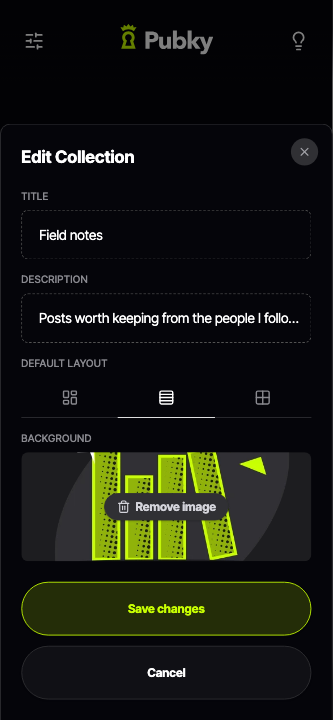 Pubky
Edit Collection
TITLE
Field notes
DESCRIPTION
Posts worth keeping from the people I follo...
DEFAULT LAYOUT
BACKGROUND
Remove image
Save changes
Cancel